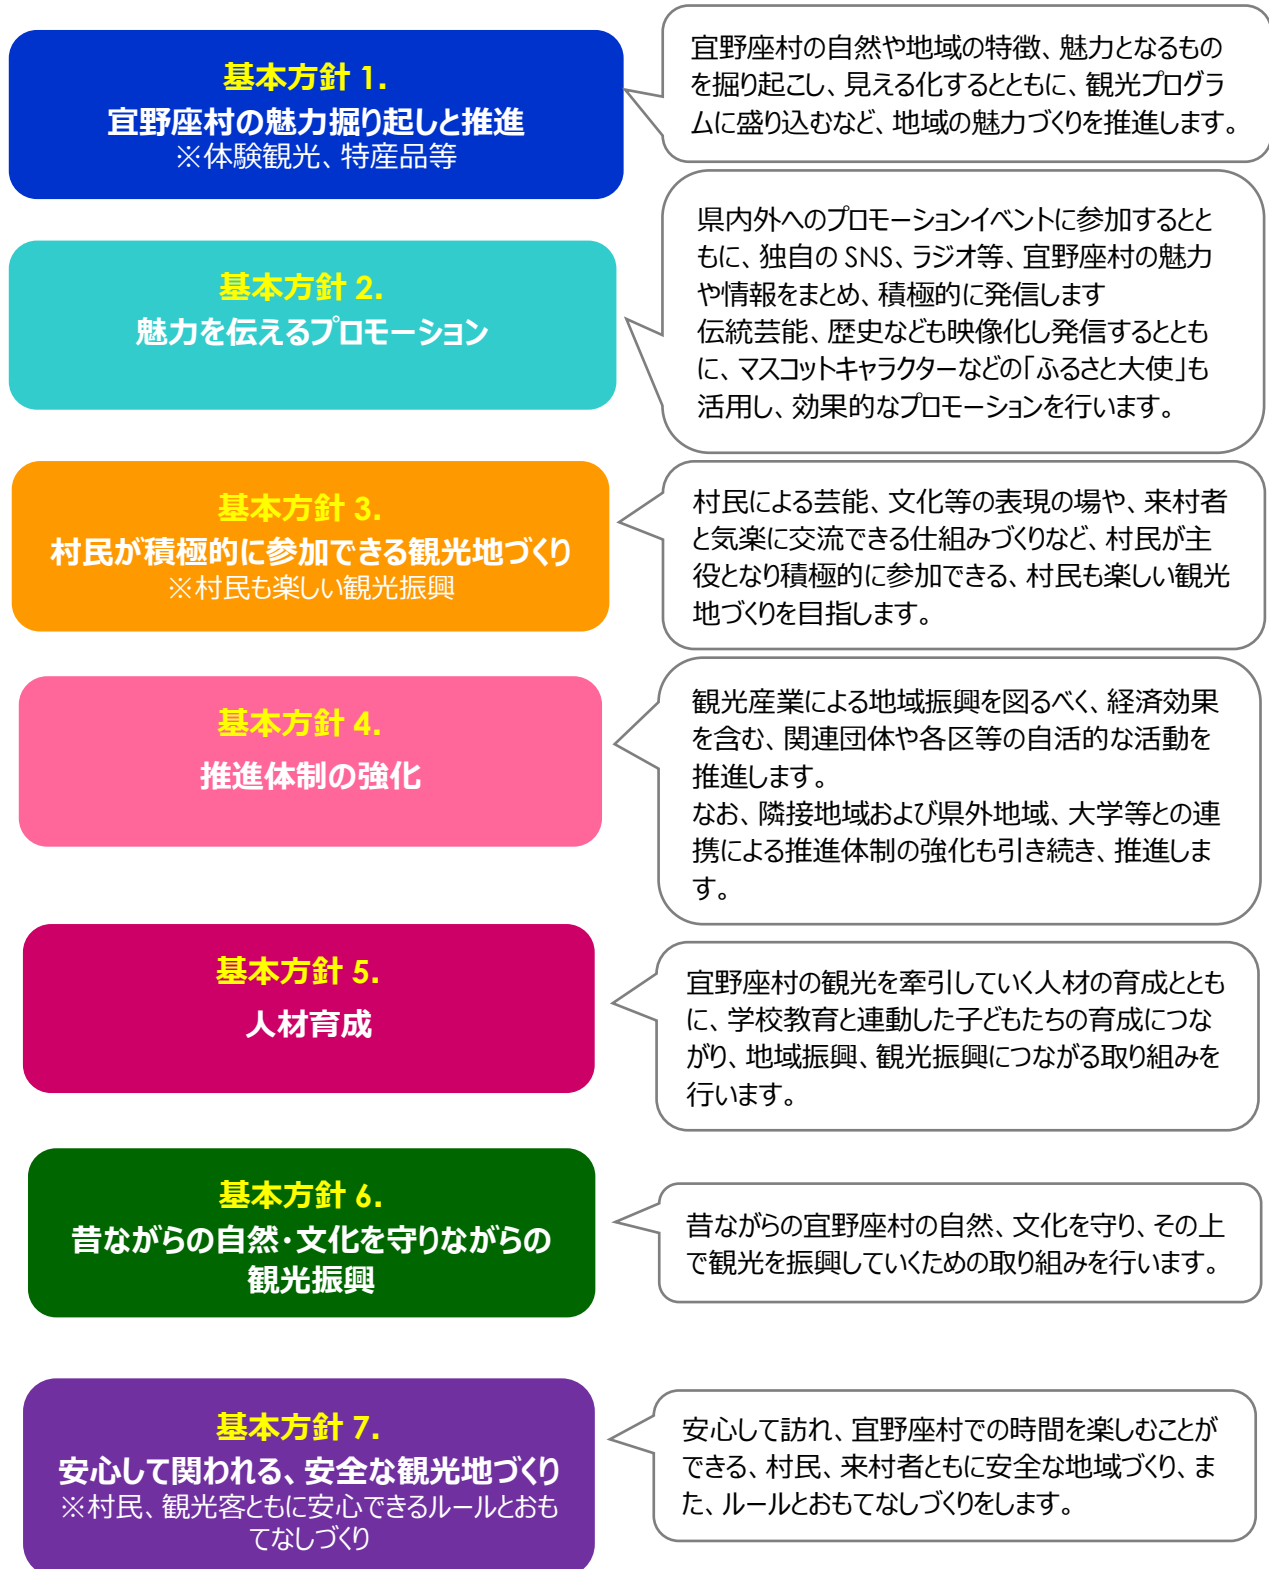 基本方針 1.
宜野座村の魅力掘り起しと推進
※体験観光、特産品等
宜野座村の自然や地域の特徴、魅力となるもの
を掘り起こし、見える化するとともに、観光プログラ
ムに盛り込むなど、地域の魅力づくりを推進します。
基本方針 2.
魅力を伝えるプロモーション
県内外へのプロモーションイベントに参加するとと
もに、独自の SNS、ラジオ等、宜野座村の魅力
や情報をまとめ、積極的に発信します
伝統芸能、歴史なども映像化し発信するととも
に、マスコットキャラクターなどの「ふるさと大使」も
活用し、効果的なプロモーションを行います。
基本方針 3.
村民が積極的に参加できる観光地づくり
※村民も楽しい観光振興
村民による芸能、文化等の表現の場や、来村者
と気楽に交流できる仕組みづくりなど、村民が主
役となり積極的に参加できる、村民も楽しい観光
地づくりを目指します。
基本方針 4.
推進体制の強化
観光産業による地域振興を図るべく、経済効果
を含む、関連団体や各区等の自活的な活動を
推進します。
なお、隣接地域および県外地域、大学等との連
携による推進体制の強化も引き続き、推進しま
す。
基本方針 5.
人材育成
宜野座村の観光を牽引していく人材の育成ととも
に、学校教育と連動した子どもたちの育成につな
がり、地域振興、観光振興につながる取り組みを
行います。
基本方針 6.
昔ながらの自然・文化を守りながらの
観光振興
昔ながらの宜野座村の自然、文化を守り、その上
で観光を振興していくための取り組みを行います。
基本方針 7.
安心して関われる、安全な観光地づくり
※村民、観光客ともに安心できるルールとおも
てなしづくり
安心して訪れ、宜野座村での時間を楽しむことが
できる、村民、来村者ともに安全な地域づくり、ま
た、ルールとおもてなしづくりをします。